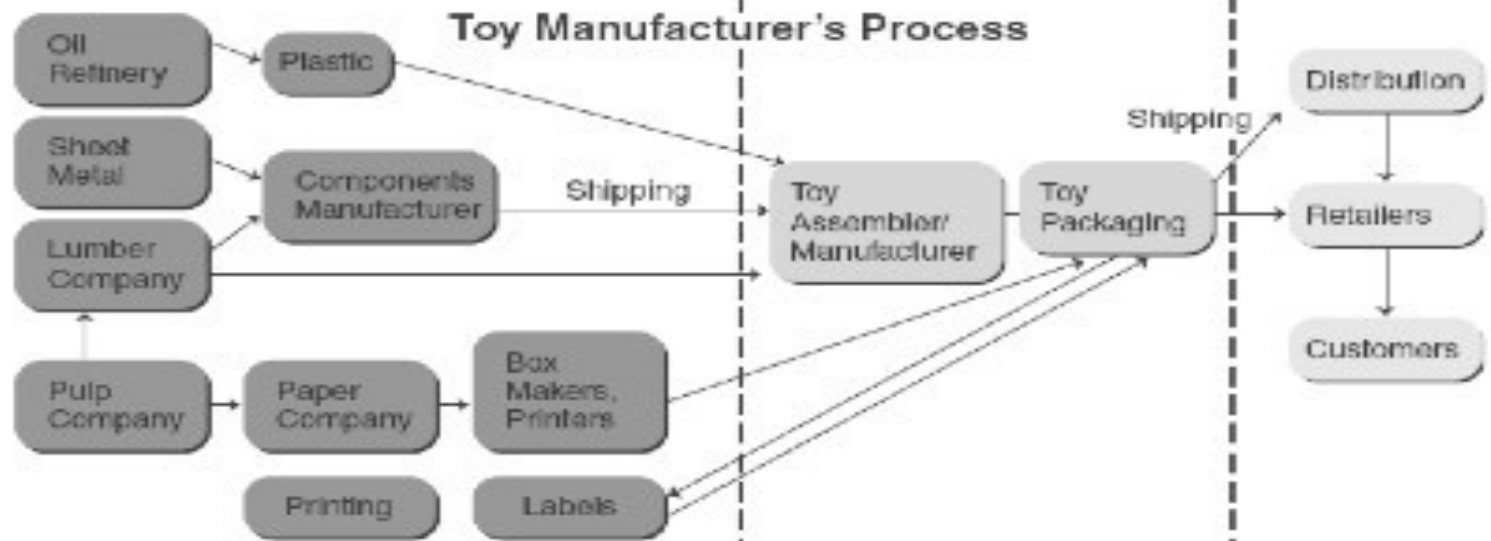 Toy Manufacturer's Process
Oil
Refinery
Plastic
Sheet
Metal
Components
Manufacturer
Shipping
Lumber
Company
Toy
Assembler/
Manufacturer
Toy
Packaging
Shipping
Distribution
Retailers
Customers
Pulp
Company
Paper
Company
Box
Makers,
Printers
Printing
Labels